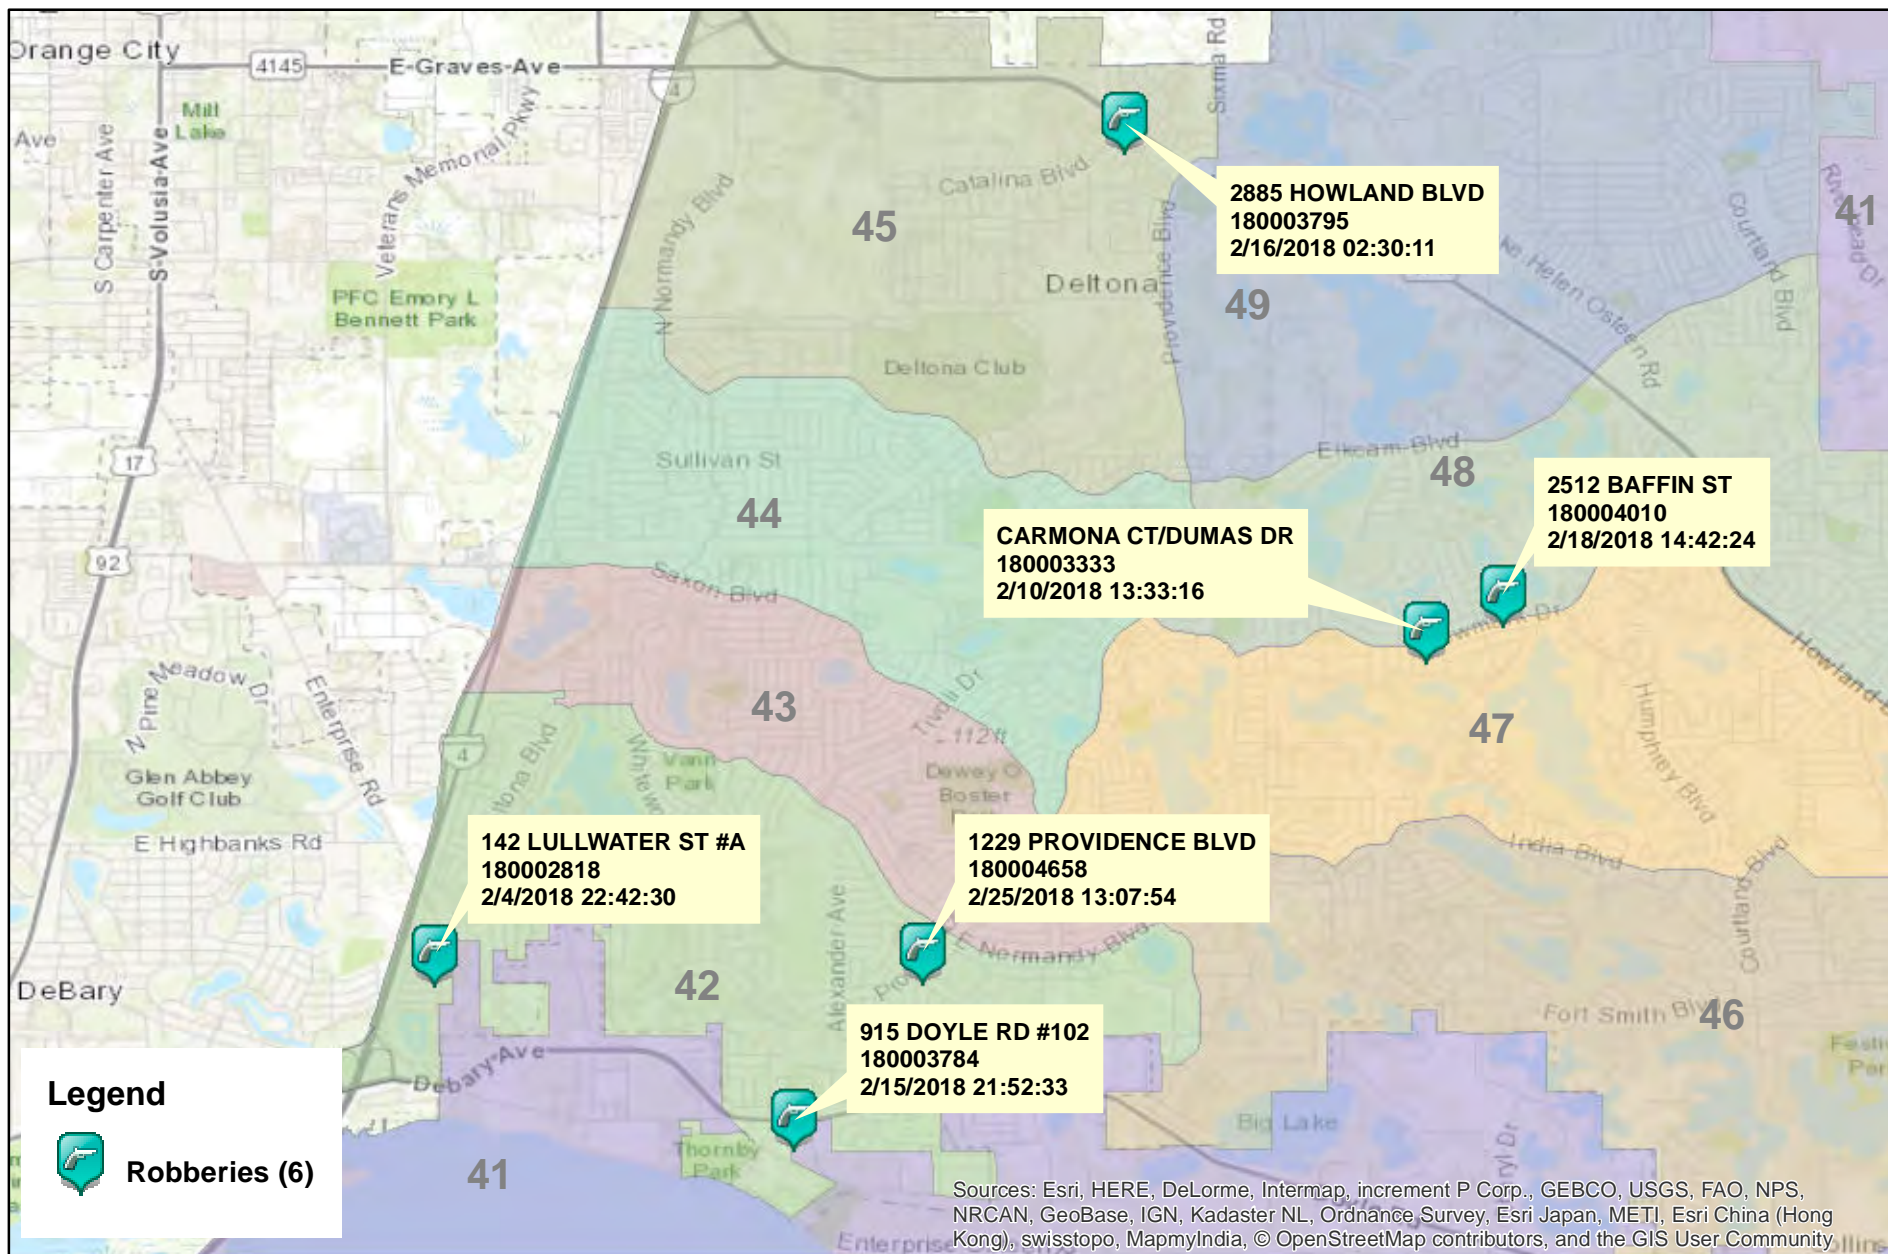 Orange City
4145
E-Graves-Ave
4
Sixma Rd
Mill
Lake
Ave
S Carpenter Ave
S-Volusia-Ave
Veterans Memorial Pkwy
N Normandy Blvd
Catalina Blvd
Providence Blvd
2885 HOWLAND BLVD
180003795
2/16/2018 02:30:11
Courtland Blvd
41
45
Deltona
49
Helen Osteen Rd
PFC Emory L
Bennett Park
Deltona Club
Elkcam-Blvd
48
17
Sullivan St
44
2512 BAFFIN ST
180004010
2/18/2018 14:42:24
CARMONA CT/DUMAS DR
180003333
2/10/2018 13:33:16
92
Saxon Blvd
Dr
Howland
N Pine Meadow Dr
Enterprise Rd
43
Tivoli Dr
112 ft
47
Humphrey Blvd
4
Vann
Park
Dewey O
Boster
Glen Abbey
Golf Club
E Highbanks Rd
India Blvd
Courtland Blvd
142 LULLWATER ST #A
180002818
2/4/2018 22:42:30
1229 PROVIDENCE BLVD
180004658
2/25/2018 13:07:54
Alexander Ave
E Normandy Blvd
DeBary
42
Fort Smith Blvd
46
915 DOYLE RD #102
180003784
2/15/2018 21:52:33
Debary Ave
Legend
Robberies (6)
Thornby
Park
Big Lake
41
Enterprise
Sources: Esri, HERE, DeLorme, Intermap, increment P Corp., GEBCO, USGS, FAO, NPS,
NRCAN, GeoBase, IGN, Kadaster NL, Ordnance Survey, Esri Japan, METI, Esri China (Hong
Kong), swisstopo, MapmyIndia, © OpenStreetMap contributors, and the GIS User Community